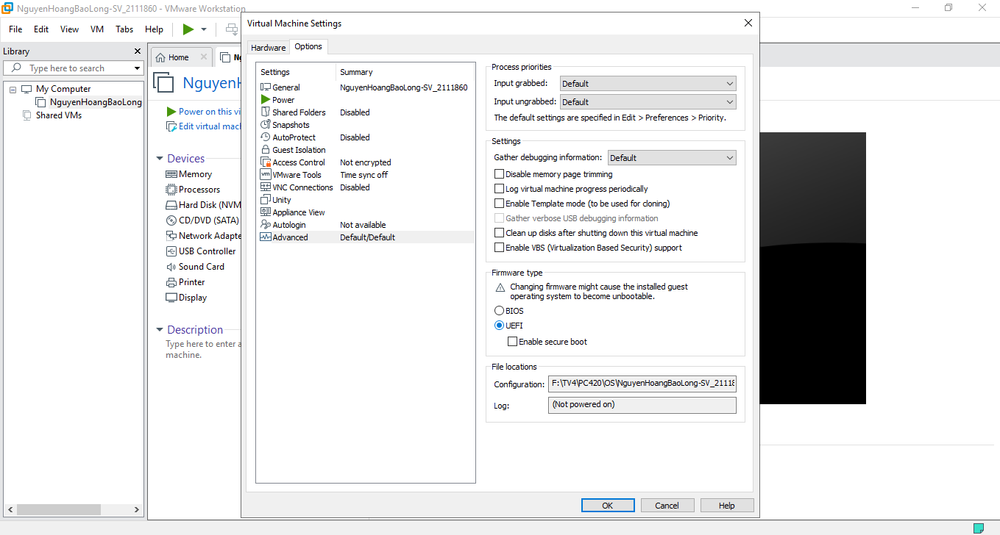 NguyenHoangBaoLong-SV_2111860 - VMware Workstation
File Edit View VM Tabs Help
Library
Type here to search
My Computer
NguyenHoangBaoLong
Shared VMs
Home
Ng
NguyenH
Power on this vi
Edit virtual mac
Devices
Memory
Processors
Hard Disk (NVM
CD/DVD (SATA)
Network Adapte
USB Controller
Sound Card
Printer
Display
Description
Type here to enter a
machine.
Virtual Machine Settings
Hardware Options
Settings Summary
General NguyenHoangBaoLong-SV_2111860
Power
Shared Folders Disabled
Snapshots
AutoProtect Disabled
Guest Isolation
Access Control Not encrypted
VMware Tools Time sync off
VNC Connections Disabled
Unity
Appliance View
Autologin Not available
Advanced Default/Default
Process priorities
Input grabbed: Default
Input ungrabbed: Default
The default settings are specified in Edit > Preferences > Priority.
Settings
Gather debugging information: Default
Disable memory page trimming
Log virtual machine progress periodically
Enable Template mode (to be used for cloning)
Gather verbose USB debugging information
Clean up disks after shutting down this virtual machine
Enable VBS (Virtualization Based Security) support
Firmware type
Changing firmware might cause the installed guest
operating system to become unbootable.
BIOS
UEFI
Enable secure boot
File locations
Configuration: F:\TV4\PC420\OS\NguyenHoangBaoLong-SV_21118
Log: (Not powered on)
OK Cancel Help